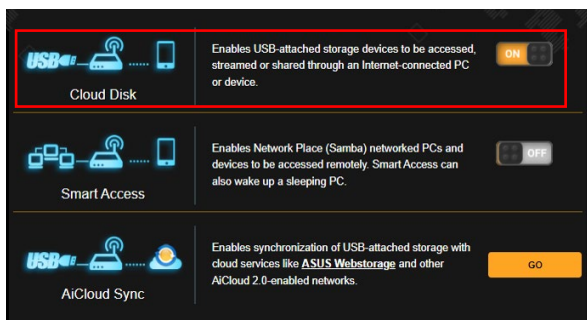 Enables USB-attached storage devices to be accessed,
streamed or shared through an Internet-connected PC
or device.
ON
USB
Cloud Disk
Enables Network Place (Samba) networked PCs and
devices to be accessed remotely. Smart Access can
also wake up a sleeping PC.
OFF
Smart Access
Enables synchronization of USB-attached storage with
cloud services like ASUS Webstorage and other
AiCloud 2.0-enabled networks.
GO
USB
AiCloud Sync